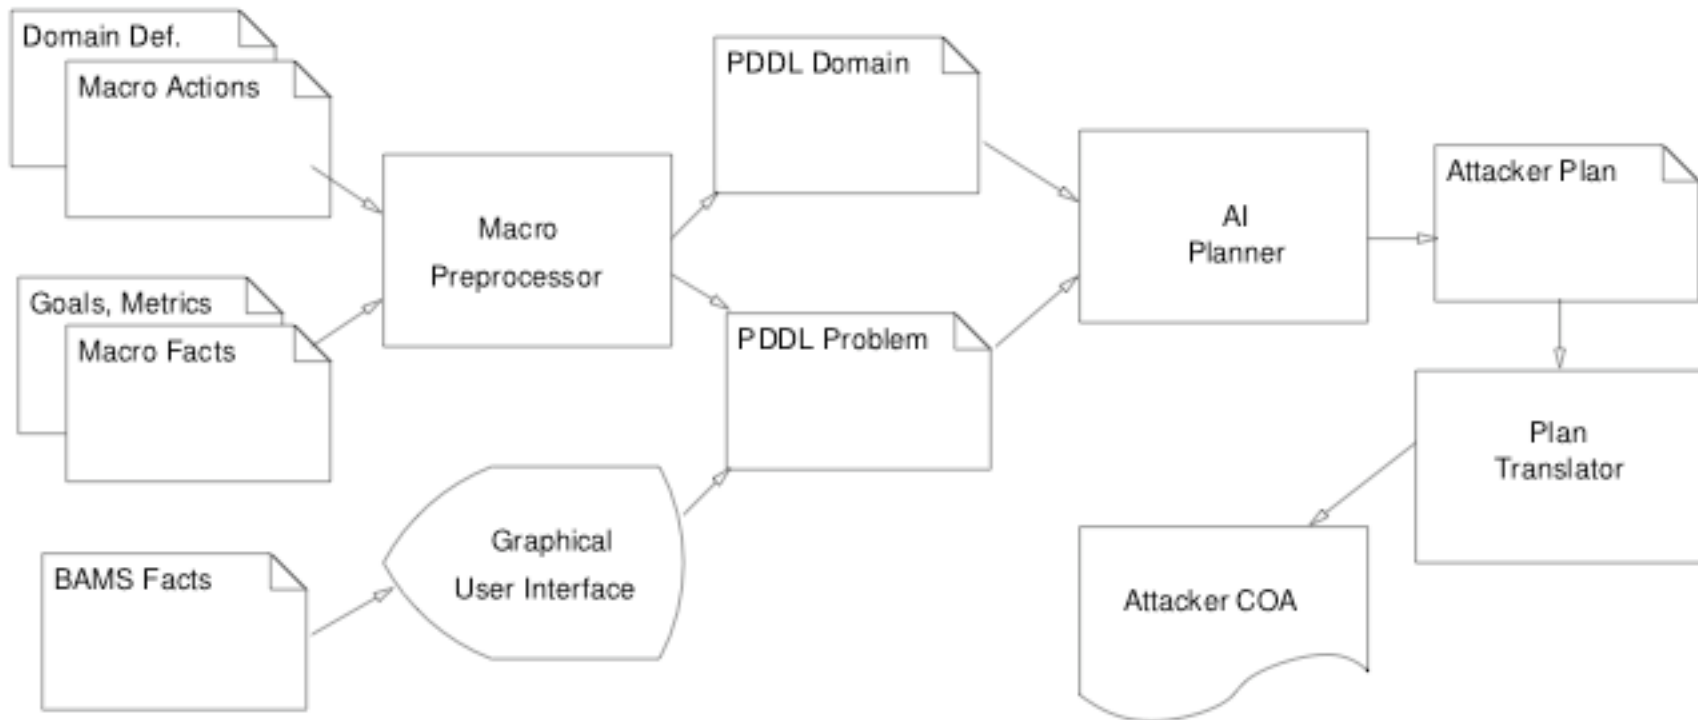 Domain Def.
Macro Actions
Goals, Metrics
Macro Facts
BAMS Facts
Macro
Preprocessor
Graphical
User Interface
PDDL Domain
PDDL Problem
AI
Planner
Attacker Plan
Plan
Translator
Attacker COA